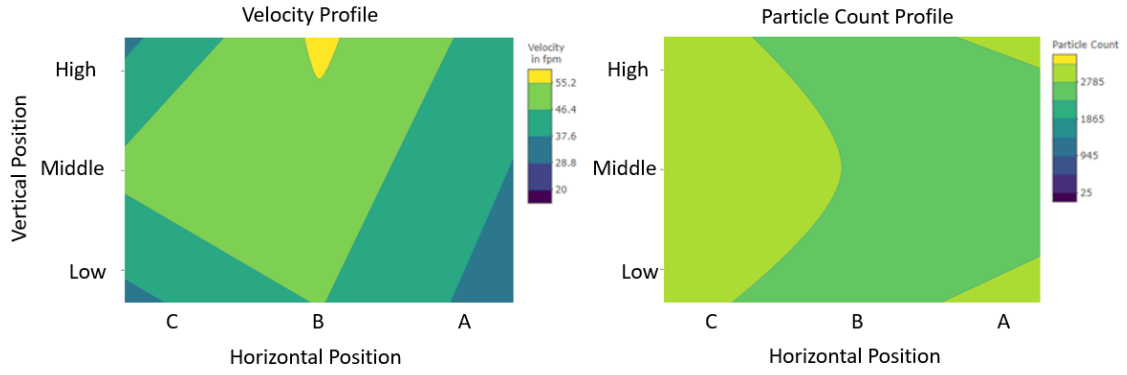 Velocity Profile
Vertical Position
High
Middle
Low
C B A
Horizontal Position
Velocity
in fpm
55.2
46.4
37.6
28.8
20
Particle Count Profile
High
Middle
Low
C B A
Horizontal Position
Particle Count
2785
1865
945
25